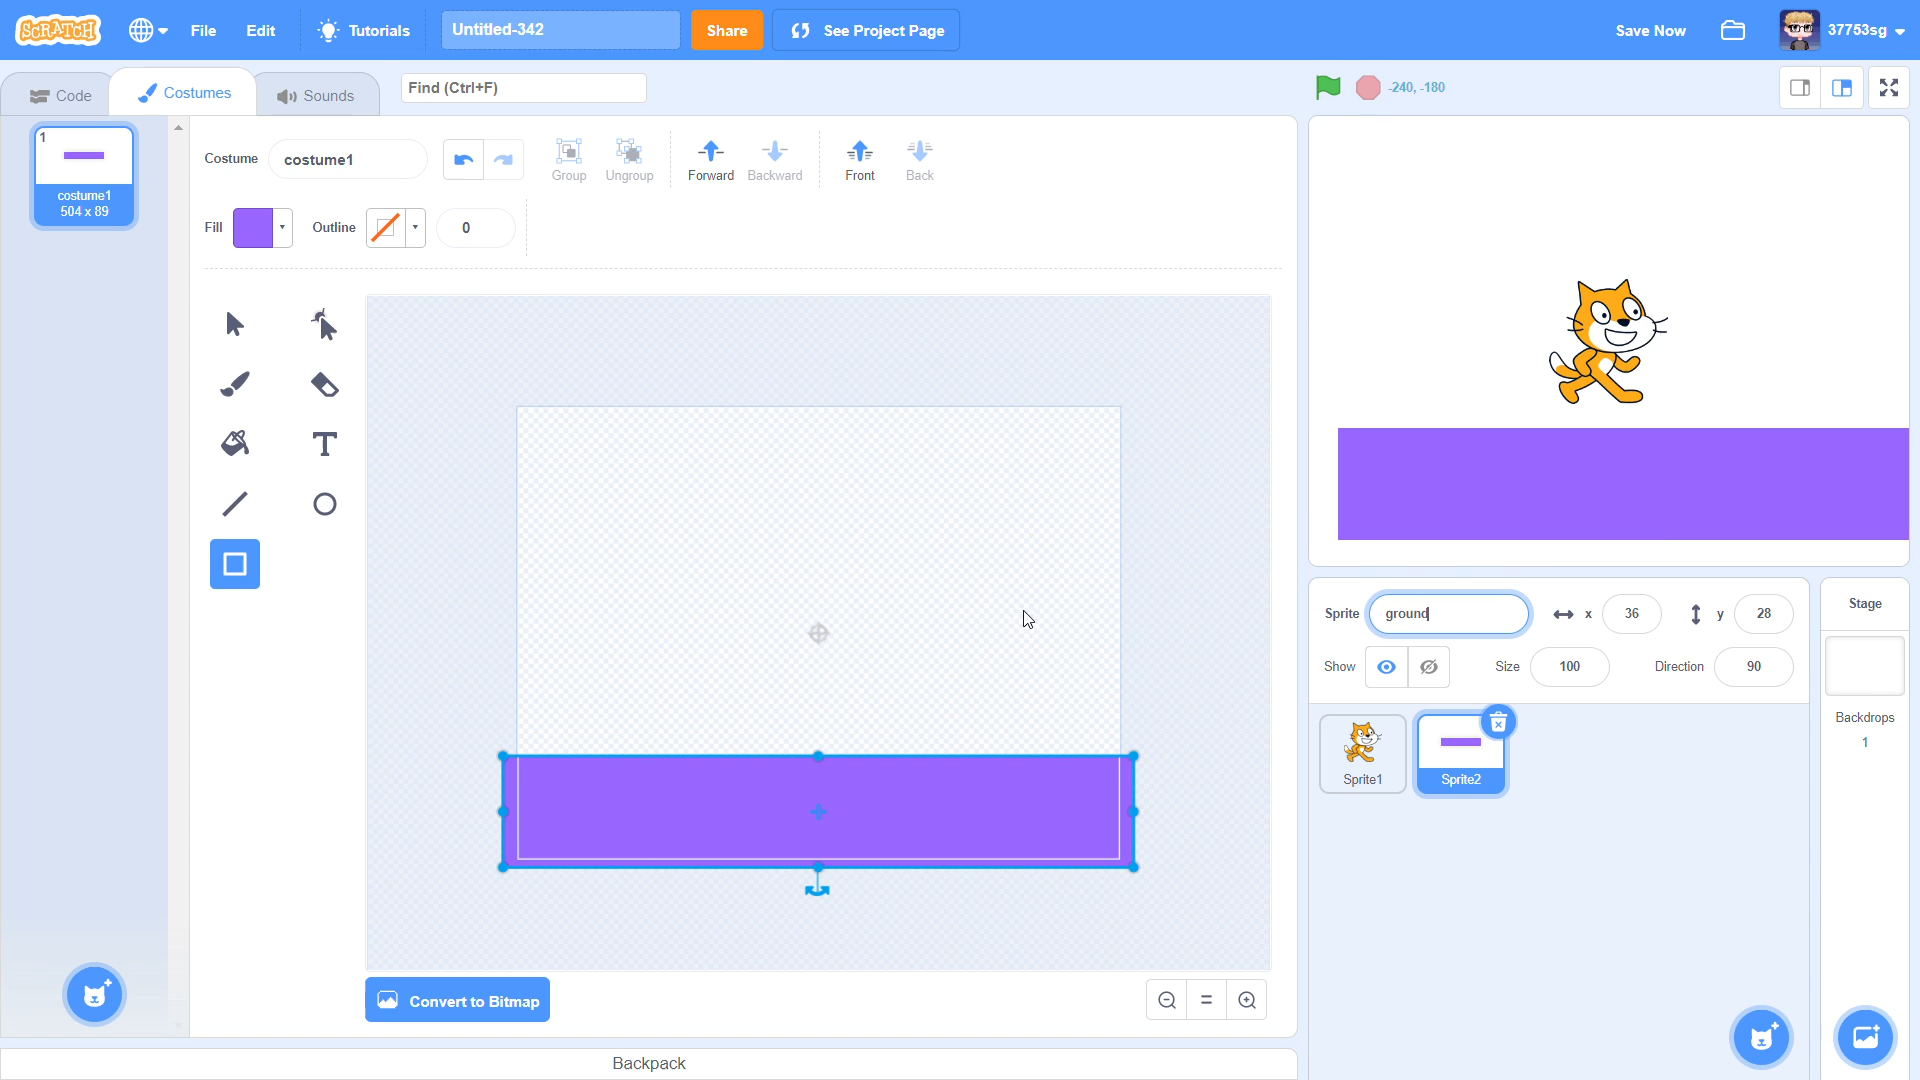 SCRATCH
File
Edit
Tutorials
Untitled-342
Share
See Project Page
Save Now
37753sg
Code
Costumes
Sounds
Find (Ctrl+F)
-240, -180
1
costume1
504 x 89
Costume
costume1
Group
Ungroup
Forward
Backward
Front
Back
Fill
Outline
0
T
Convert to Bitmap
Backpack
Sprite
ground
x
36
y
28
Show
Size
100
Direction
90
Sprite1
Sprite2
Stage
Backdrops
1